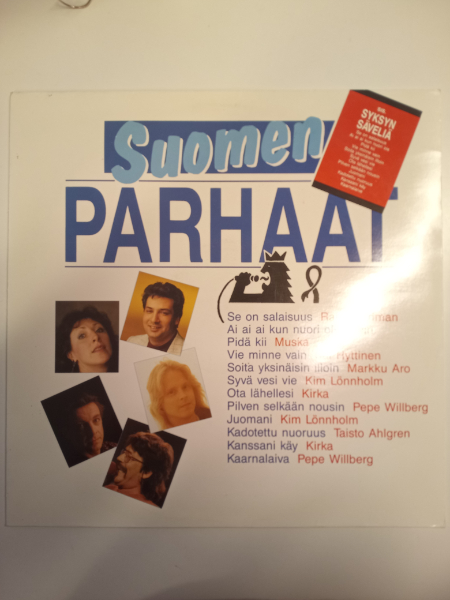 Suomen
PARHAAT
SYKSYN
SÄVELIÄ
Se on salaisuus
Ai ai ai kun nuori
Pidä kii Muska
Vie minne vain Hyttinen
Soita yksinäisin illoin Markku Aro
Syvä vesi vie Kim Lönnholm
Ota lähellesi Kirka
Pilven selkään nousin Pepe Willberg
Juomani Kim Lönnholm
Kadotettu nuoruus Taisto Ahlgren
Kanssani käy Kirka
Kaarnalaiva Pepe Willberg